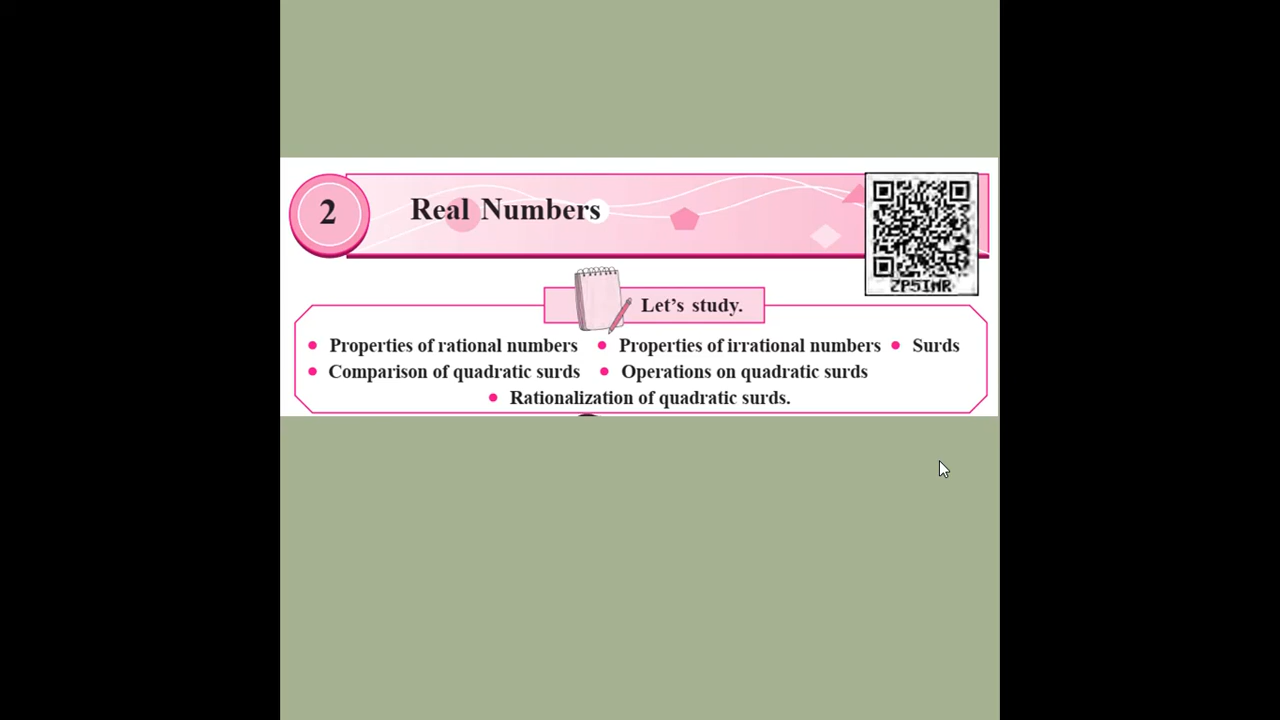 2 Real Numbers
ZP5IMR
Let's study.
• Properties of rational numbers • Properties of irrational numbers • Surds
• Comparison of quadratic surds • Operations on quadratic surds
• Rationalization of quadratic surds.